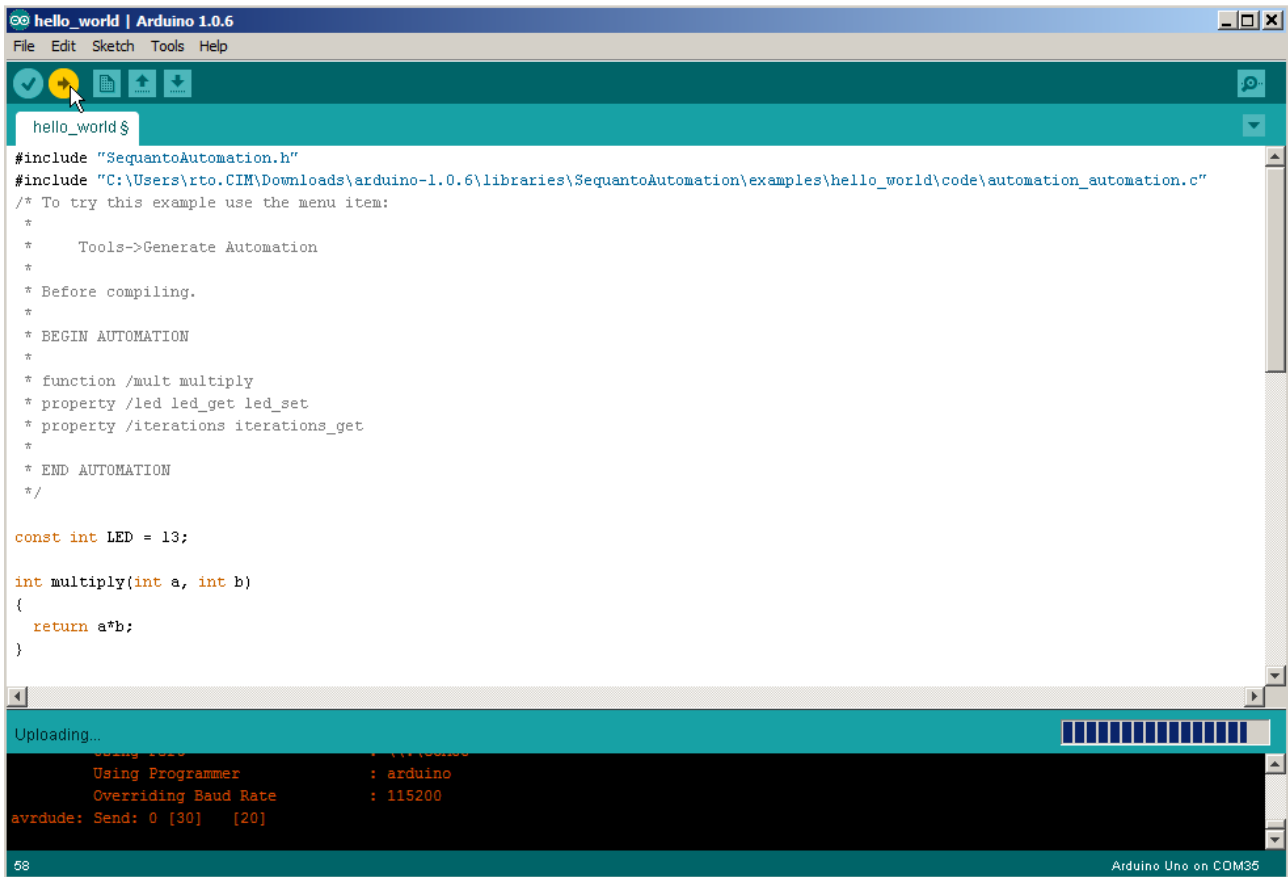 hello_world | Arduino 1.0.6
File Edit Sketch Tools Help
hello_world §
#include "SequantoAutomation.h"
#include "C:\Users\rto.CIM\Downloads\arduino-1.0.6\libraries\SequantoAutomation\examples\hello_world\code\automation_automation.c"
/* To try this example use the menu item:
 *
 *     Tools->Generate Automation
 *
 * Before compiling.
 *
 * BEGIN AUTOMATION
 *
 * function /mult multiply
 * property /led led_get led_set
 * property /iterations iterations_get
 *
 * END AUTOMATION
 */
const int LED = 13;
int multiply(int a, int b)
{
  return a*b;
}
Uploading...
Using Programmer : arduino
Overriding Baud Rate : 115200
avrdude: Send: 0 [30] [20]
58 Arduino Uno on COM35